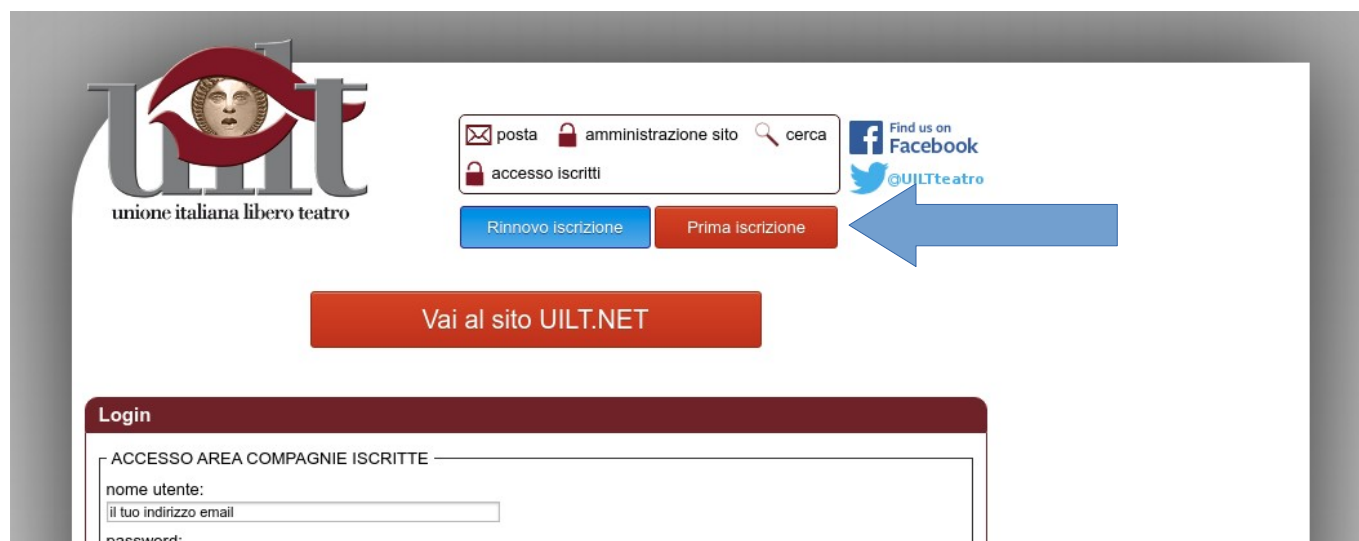 uilt
unione italiana libero teatro
posta amministrazione sito cerca
accesso iscritti
Find us on
Facebook
@UILTteatro
Rinnovo iscrizione Prima iscrizione
Vai al sito UILT.NET
Login
ACCESSO AREA COMPAGNIE ISCRITTE
nome utente:
il tuo indirizzo email
password: